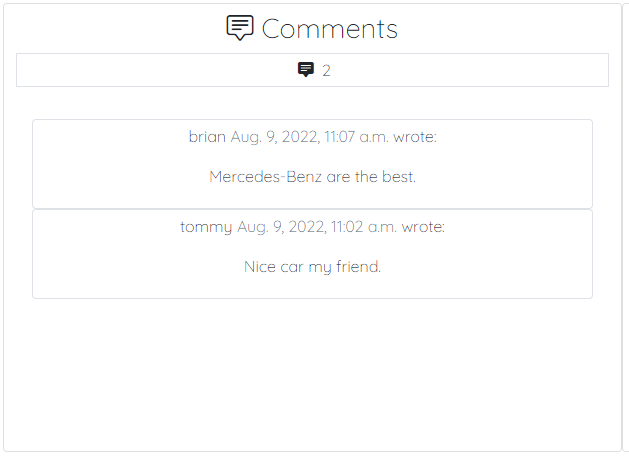 Comments
2
brian Aug. 9, 2022, 11:07 a.m. wrote:
Mercedes-Benz are the best.
tommy Aug. 9, 2022, 11:02 a.m. wrote:
Nice car my friend.